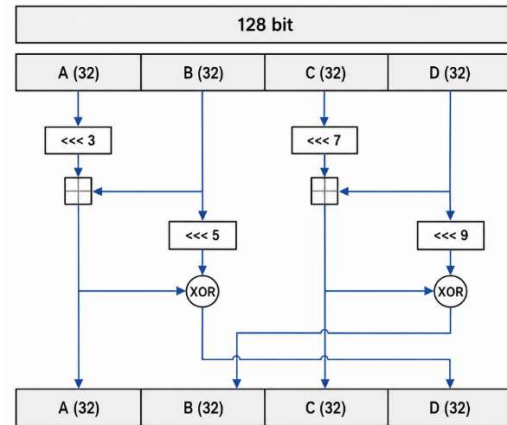 128 bit
A (32) B (32) C (32) D (32)
<<< 3 <<< 7
<<< 5 <<< 9
XOR XOR
A (32) B (32) C (32) D (32)